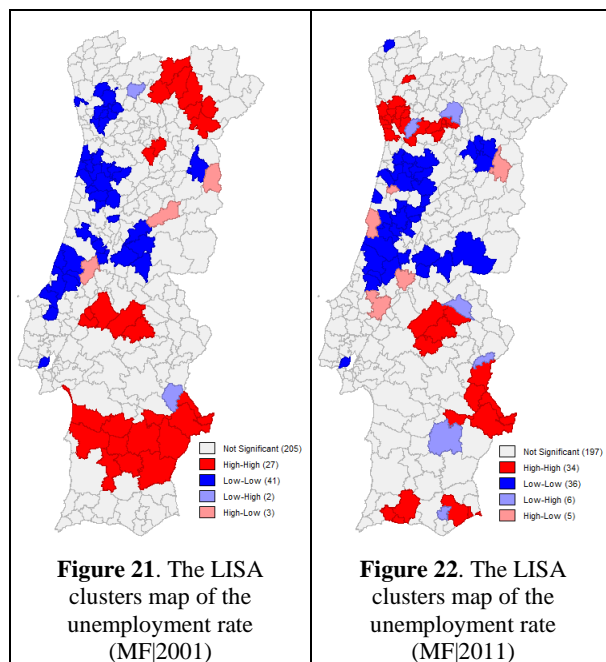 Not Significant (205)
High-High (27)
Low-Low (41)
Low-High (2)
High-Low (3)
Figure 21. The LISA
clusters map of the
unemployment rate
(MF|2001)
Not Significant (197)
High-High (34)
Low-Low (36)
Low-High (6)
High-Low (5)
Figure 22. The LISA
clusters map of the
unemployment rate
(MF|2011)